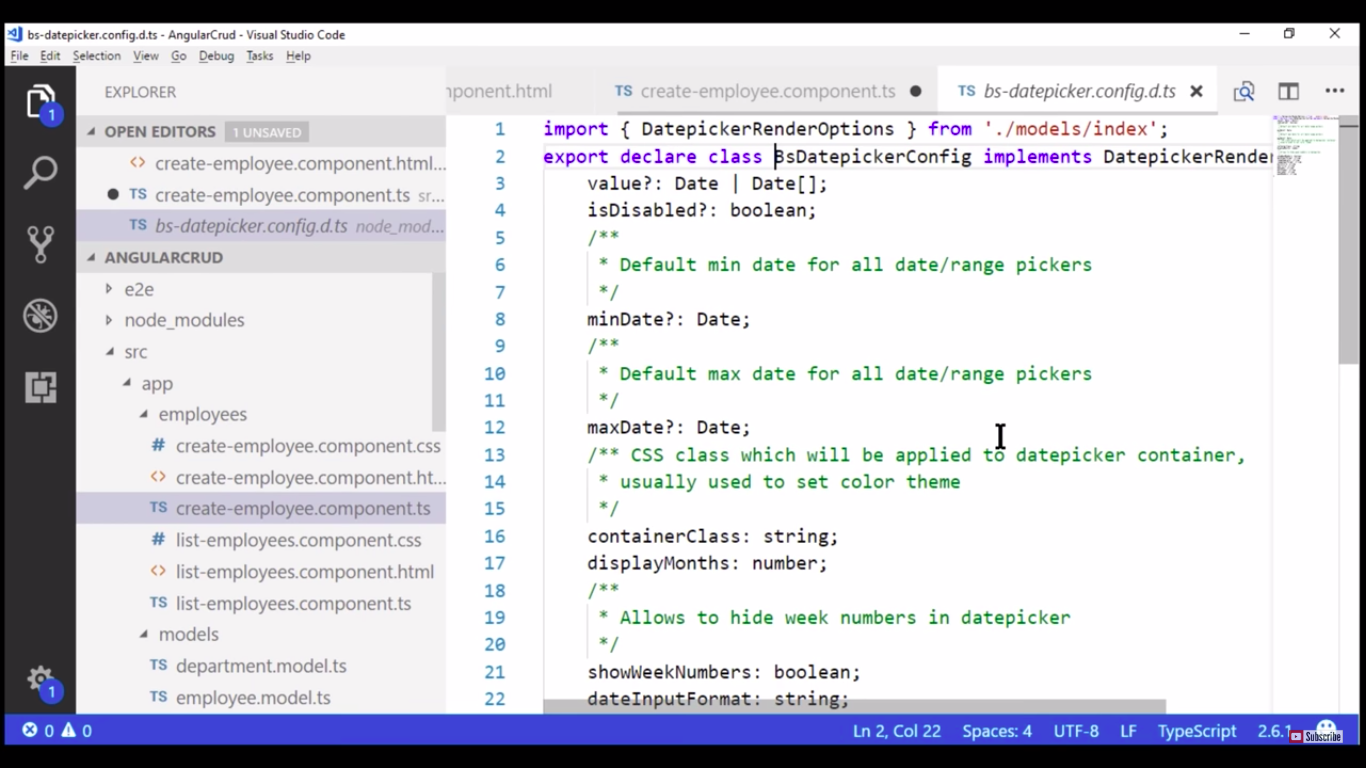 bs-datepicker.config.d.ts - AngularCrud - Visual Studio Code
File Edit Selection View Go Debug Tasks Help
EXPLORER
OPEN EDITORS 1 UNSAVED
create-employee.component.html...
create-employee.component.ts sr...
bs-datepicker.config.d.ts node_mod...
ANGULARCRUD
e2e
node_modules
src
app
employees
# create-employee.component.css
<> create-employee.component.ht...
TS create-employee.component.ts
# list-employees.component.css
<> list-employees.component.html
TS list-employees.component.ts
models
TS department.model.ts
TS employee.model.ts
1
1
ponent.html TS create-employee.component.ts TS bs-datepicker.config.d.ts
1 import { DatepickerRenderOptions } from './models/index';
2 export declare class BsDatepickerConfig implements DatepickerRender
3 value?: Date | Date[];
4 isDisabled?: boolean;
5 /**
6 * Default min date for all date/range pickers
7 */
8 minDate?: Date;
9 /**
10 * Default max date for all date/range pickers
11 */
12 maxDate?: Date;
13 /** CSS class which will be applied to datepicker container,
14 * usually used to set color theme
15 */
16 containerClass: string;
17 displayMonths: number;
18 /**
19 * Allows to hide week numbers in datepicker
20 */
21 showWeekNumbers: boolean;
22 dateInputFormat: string;
0 0 Ln 2, Col 22 Spaces: 4 UTF-8 LF TypeScript 2.6.1
Subscribe